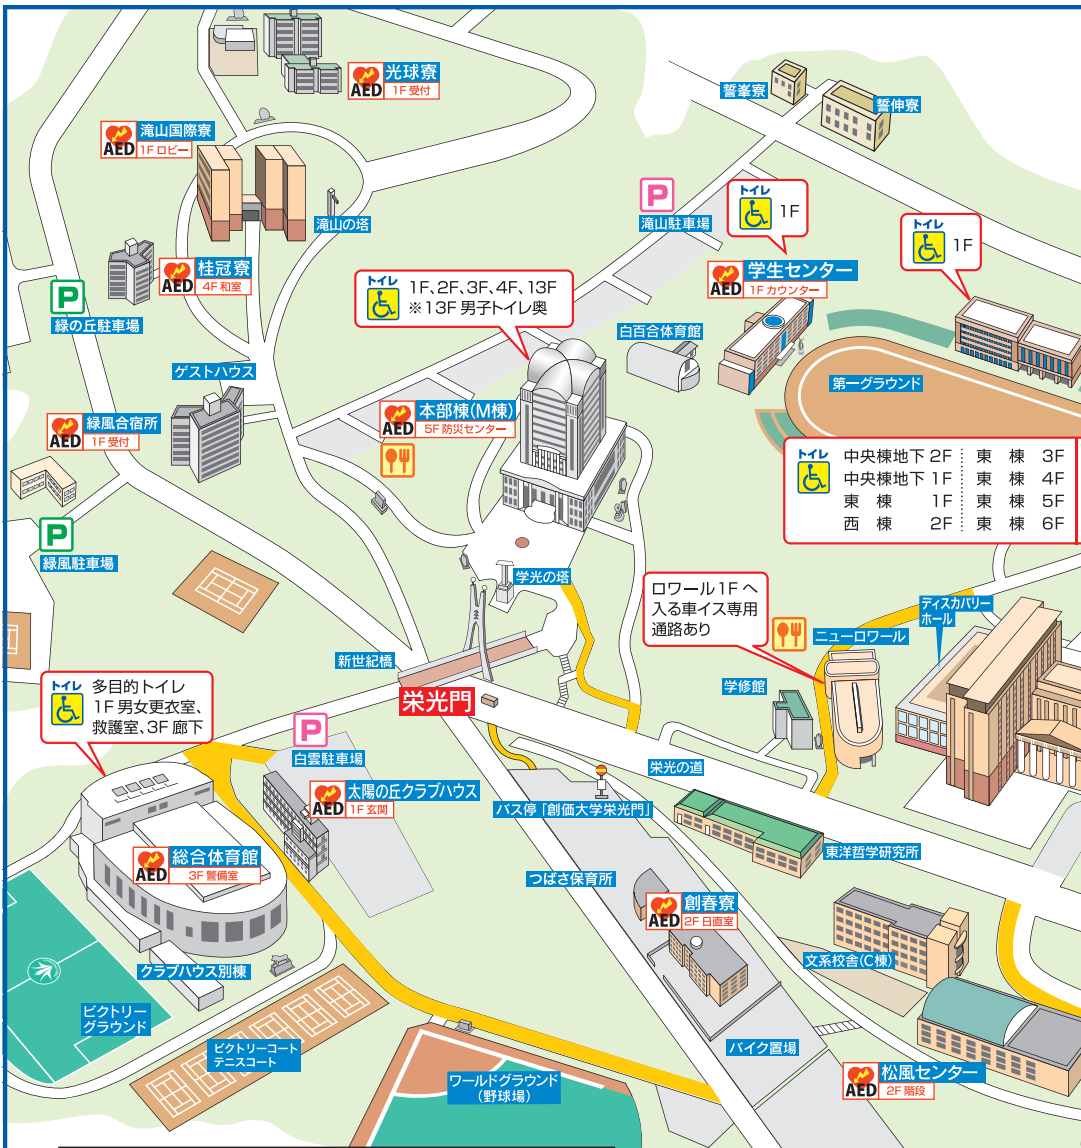 AED
光球寮
1F 受付
誓峯寮
誓伸寮
AED
滝山国際寮
1F ロビー
滝山の塔
P
滝山駐車場
トイレ
1F
トイレ
1F
AED
桂冠寮
4F 和室
P
緑の丘駐車場
トイレ
1F、2F、3F、4F、13F
※13F 男子トイレ奥
AED
学生センター
1F カウンター
白百合体育館
第一グラウンド
ゲストハウス
AED
緑風合宿所
1F 受付
AED
本部棟(M棟)
5F 防災センター
トイレ
中央棟地下 2F 東棟 3F
中央棟地下 1F 東棟 4F
東棟 1F 東棟 5F
西棟 2F 東棟 6F
P
緑風駐車場
学光の塔
ロワール1F へ
入る車イス専用
通路あり
ニューロワール
ディスカバリー
ホール
新世紀橋
栄光門
学修館
トイレ
多目的トイレ
1F 男女更衣室、
救護室、3F 廊下
P
白雲駐車場
栄光の道
AED
太陽の丘クラブハウス
1F 玄関
バス停「創価大学栄光門」
東洋哲学研究所
AED
総合体育館
3F 警備室
つばさ保育所
AED
創春寮
2F 日直室
クラブハウス別棟
文系校舎(C棟)
ビクトリー
グラウンド
ビクトリーコート
テニスコート
バイク置場
ワールドグラウンド
(野球場)
AED
松風センター
2F 階段